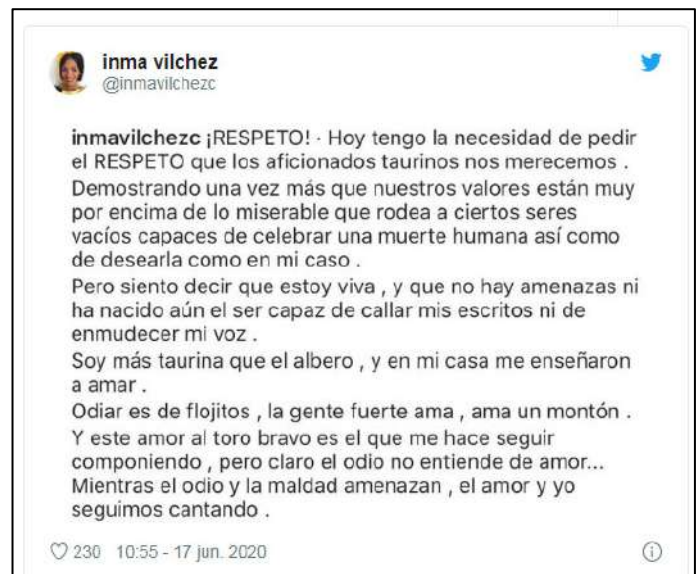 inma vilchez
@inmavilchezc
inmavilchezc ¡RESPETO! · Hoy tengo la necesidad de pedir
el RESPETO que los aficionados taurinos nos merecemos .
Demostrando una vez más que nuestros valores están muy
por encima de lo miserable que rodea a ciertos seres
vacíos capaces de celebrar una muerte humana así como
de desearla como en mi caso .
Pero siento decir que estoy viva , y que no hay amenazas ni
ha nacido aún el ser capaz de callar mis escritos ni de
enmudecer mi voz .
Soy más taurina que el albero , y en mi casa me enseñaron
a amar .
Odiar es de flojitos , la gente fuerte ama , ama un montón .
Y este amor al toro bravo es el que me hace seguir
componiendo , pero claro el odio no entiende de amor...
Mientras el odio y la maldad amenazan , el amor y yo
seguimos cantando .
230 10:55 - 17 jun. 2020